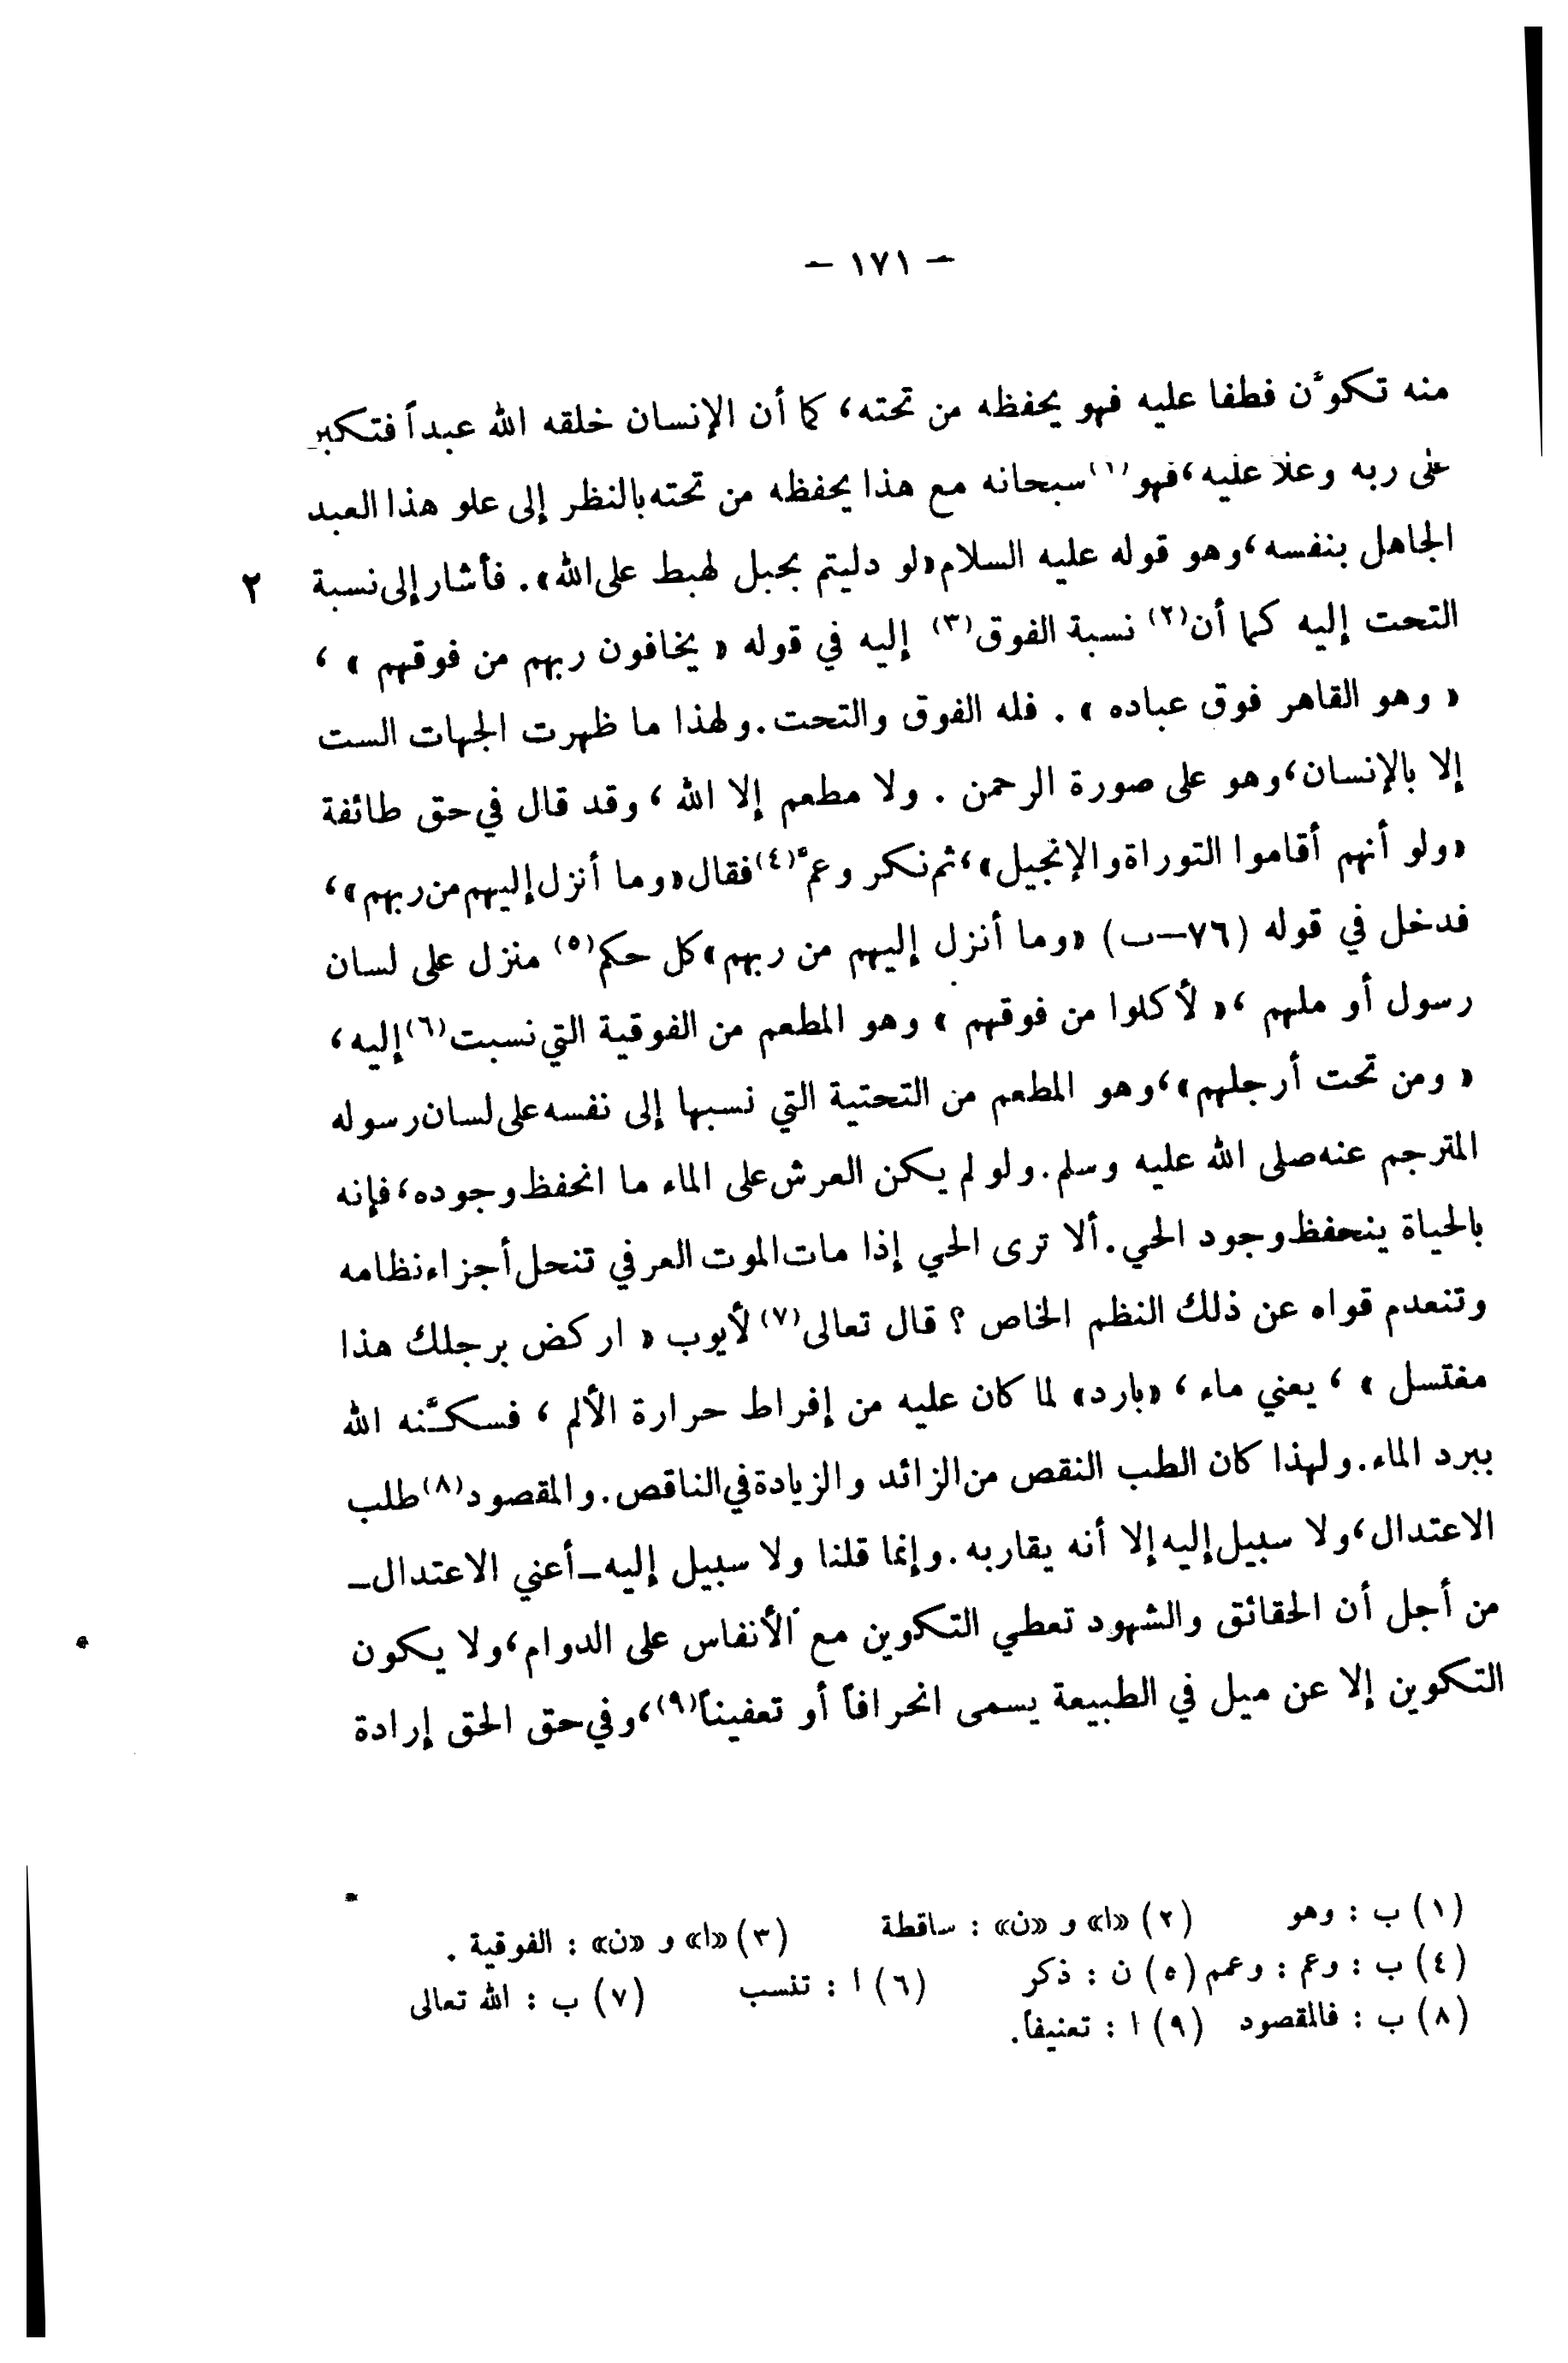 – ١٧١ –
منه تكوَّن فطفا عليه فهو يحفظه من تحته، كما أن الإنسان خلقه الله عبداً فتكبر
على ربه وعلا عليه، فهو(١) سبحانه مع هذا يحفظه من تحته بالنظر إلى علو هذا العبد
الجاهل بنفسه، وهو قوله عليه السلام «لو دليتم بحبل لهبط على الله». فأشار إلى نسبة ٢
التحت إليه كما أن(٢) نسبة الفوق(٣) إليه في قوله « يخافون ربهم من فوقهم » ،
« وهو القاهر فوق عباده » . فله الفوق والتحت. ولهذا ما ظهرت الجهات الست
إلا بالإنسان، وهو على صورة الرحمن . ولا مطعم إلا الله ، وقد قال في حق طائفة
«ولو أنهم أقاموا التوراة والإنجيل»، ثم نكر وعمَّ(٤) فقال «وما أنزل إليهم من ربهم»،
فدخل في قوله (٧٦–ب) «وما أنزل إليهم من ربهم» كل حكم(٥) منزل على لسان
رسول أو ملهم ،« لأكلوا من فوقهم » وهو المطعم من الفوقية التي نسبت(٦) إليه،
« ومن تحت أرجلهم»، وهو المطعم من التحتية التي نسبها إلى نفسه على لسان رسوله
المترجم عنه صلى الله عليه وسلم. ولو لم يكن العرش على الماء ما انحفظ وجوده، فإنه
بالحياة ينحفظ وجود الحي. ألا ترى الحي إذا مات الموت العرفي تنحل أجزاء نظامه
وتنعدم قواه عن ذلك النظم الخاص ؟ قال تعالى(٧) لأيوب « اركض برجلك هذا
مغتسل » ، يعني ماء ، «بارد» لما كان عليه من إفراط حرارة الألم ، فسكَّنه الله
ببرد الماء. ولهذا كان الطب النقص من الزائد والزيادة في الناقص. والمقصود(٨) طلب
الاعتدال، ولا سبيل إليه إلا أنه يقاربه. وإنما قلنا ولا سبيل إليه – أعني الاعتدال –
من أجل أن الحقائق والشهود تعطي التكوين مع الأنفاس على الدوام، ولا يكون
التكوين إلا عن ميل في الطبيعة يسمى انحرافاً أو تعفيناً(٩)، وفي حق الحق إرادة
(١) ب : وهو (٢) «ا» و «ن» : ساقطة (٣) «ا» و «ن» : الفوقية .
(٤) ب : وعم : وعمم (٥) ن : ذكر (٦) ا : تنسب (٧) ب : الله تعالى
(٨) ب : فالمقصود (٩) ا : تعنيفاً.